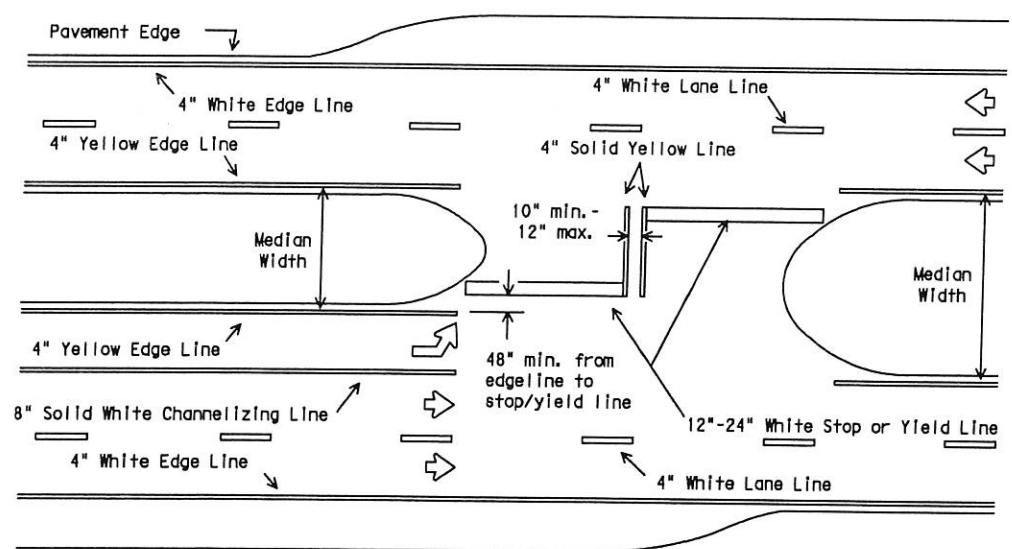 Pavement Edge
4" White Edge Line
4" White Lane Line
4" Yellow Edge Line
4" Solid Yellow Line
10" min.-
12" max.
Median
Width
Median
Width
4" Yellow Edge Line
48" min. from
edgeline to
stop/yield line
8" Solid White Channelizing Line
12"-24" White Stop or Yield Line
4" White Edge Line
4" White Lane Line